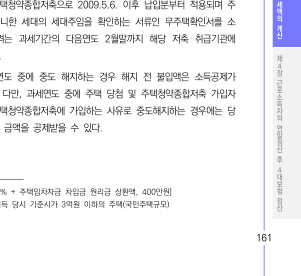 택청약종합저축으로 2009.5.6. 이후 납입분부터 적용되며 주
니한 세대의 세대주임을 확인하는 서류인 무주택확인서를 소
려는 과세기간의 다음연도 2월말까지 해당 저축 취급기관에
연도 중에 중도 해지하는 경우 해지 전 불입액은 소득공제가
다만, 과세연도 중에 주택 당첨 및 주택청약종합저축 가입자
택청약종합저축에 가입하는 사유로 중도해지하는 경우에는 당
금액을 공제받을 수 있다.
% + 주택임차자금 차입금 원리금 상환액, 400만원]
득 당시 기준시가 3억원 이하의 주택(국민주택규모)
세액의 계산
제4장 근로소득자의 연말정산 후 4대보험 정산
161